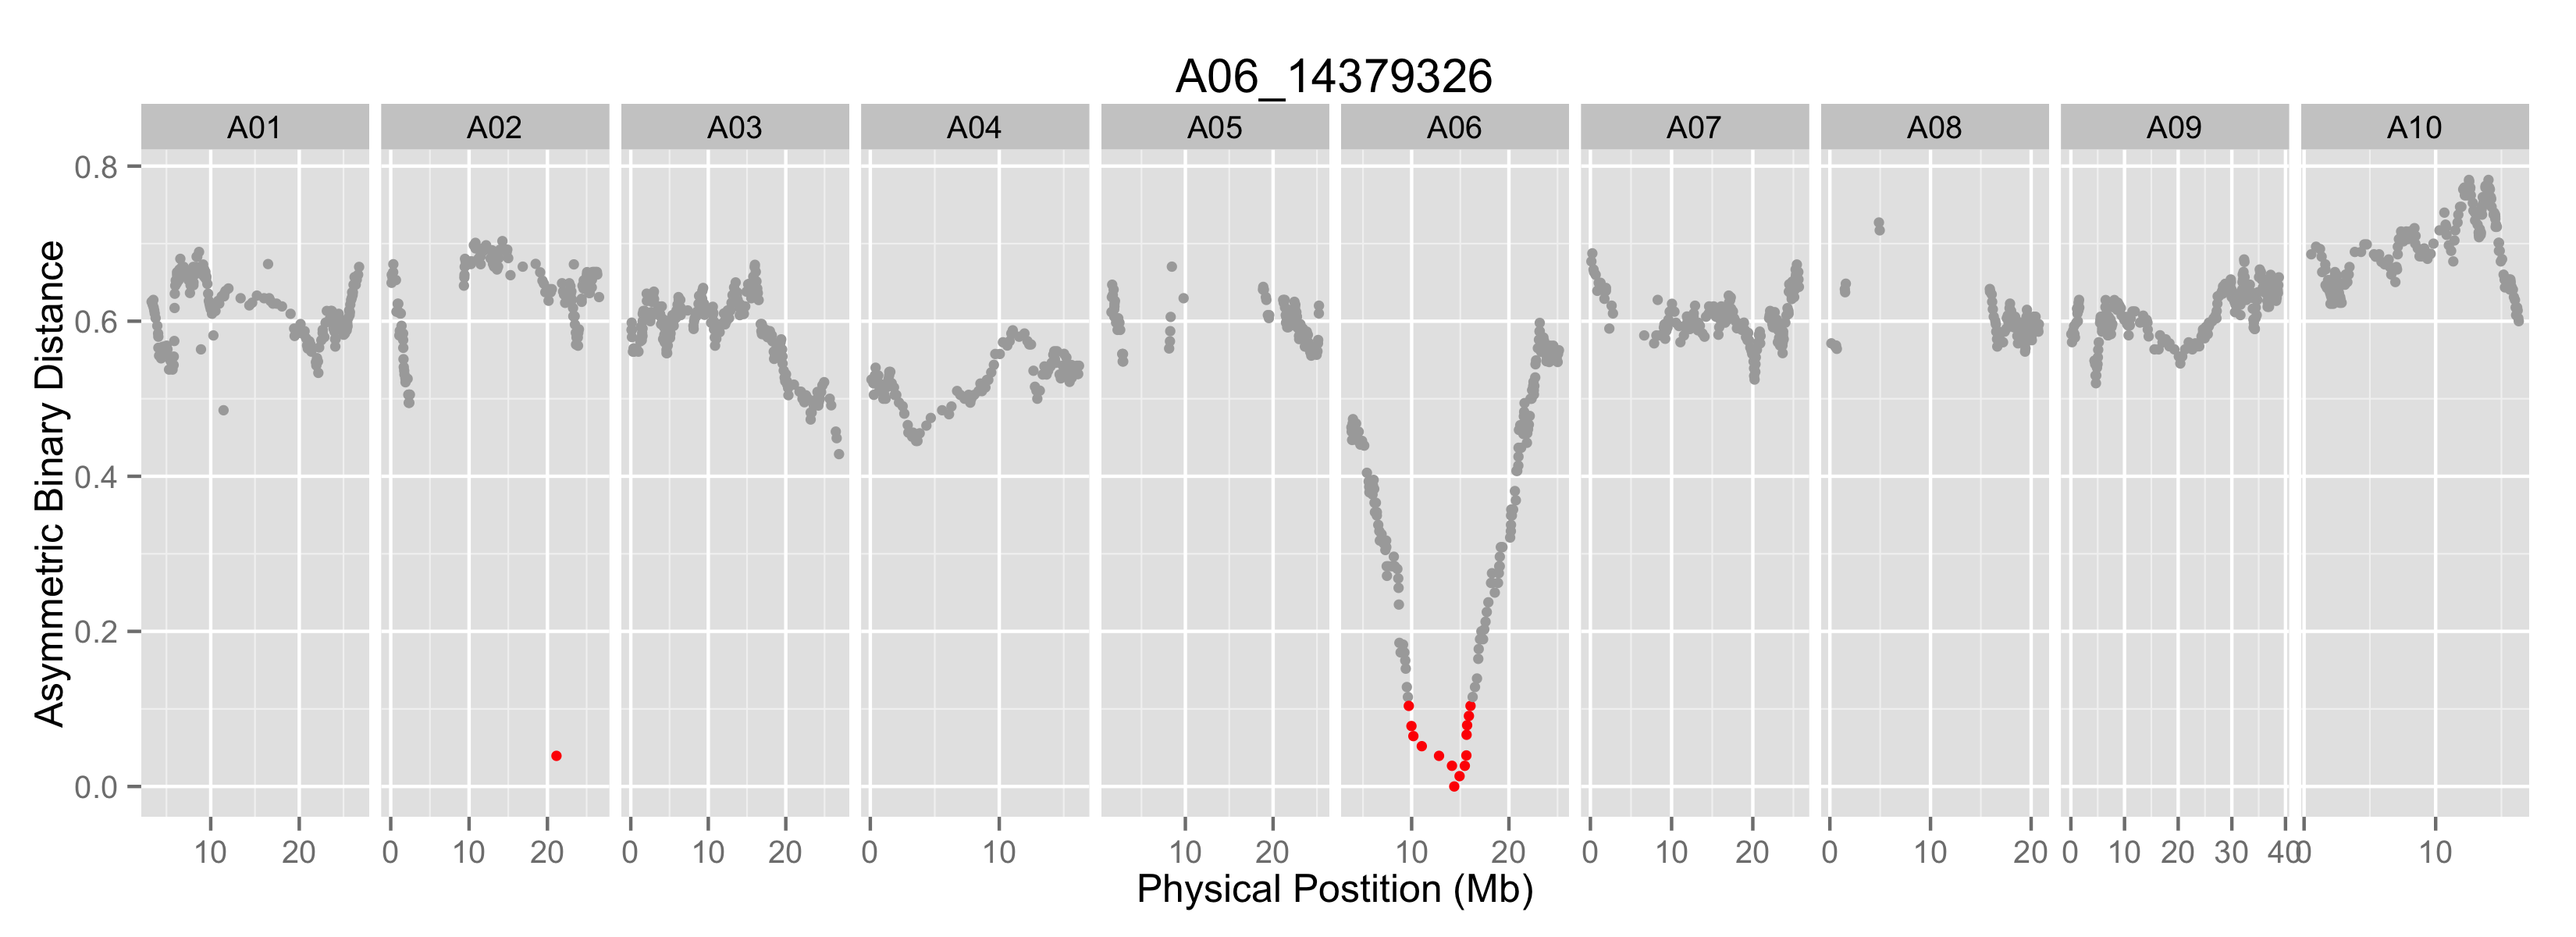 A06_14379326
A01 A02 A03 A04 A05 A06 A07 A08 A09 A10
Asymmetric Binary Distance
0.8
0.6
0.4
0.2
0.0
10 20 0 10 20 0 10 20 0 10 10 20 10 20 0 10 20 0 10 20 0 10 20 30 40 0 10
Physical Postition (Mb)